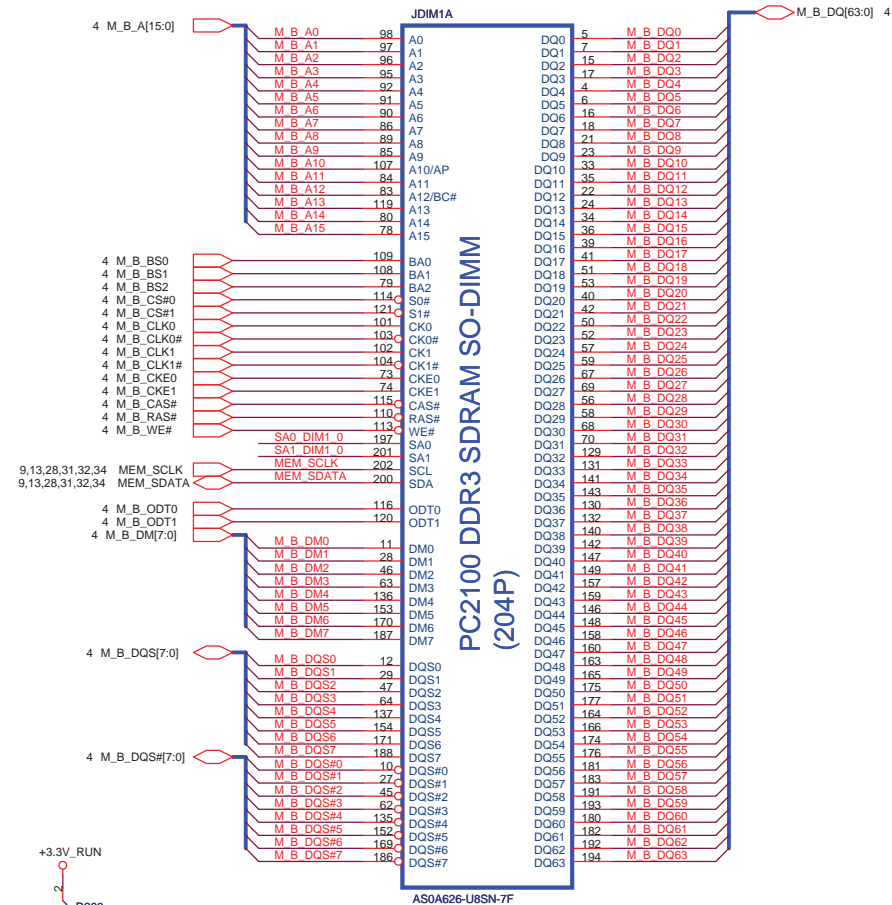 JDIM1A
4 M_B_A[15:0]
M_B_A0 98 A0
M_B_A1 97 A1
M_B_A2 96 A2
M_B_A3 95 A3
M_B_A4 92 A4
M_B_A5 91 A5
M_B_A6 90 A6
M_B_A7 86 A7
M_B_A8 89 A8
M_B_A9 85 A9
M_B_A10 107 A10/AP
M_B_A11 84 A11
M_B_A12 83 A12/BC#
M_B_A13 119 A13
M_B_A14 80 A14
M_B_A15 78 A15
4 M_B_BS0 109 BA0
4 M_B_BS1 108 BA1
4 M_B_BS2 79 BA2
4 M_B_CS#0 114 S0#
4 M_B_CS#1 121 S1#
4 M_B_CLK0 101 CK0
4 M_B_CLK0# 103 CK0#
4 M_B_CLK1 102 CK1
4 M_B_CLK1# 104 CK1#
4 M_B_CKE0 73 CKE0
4 M_B_CKE1 74 CKE1
4 M_B_CAS# 115 CAS#
4 M_B_RAS# 110 RAS#
4 M_B_WE# 113 WE#
SA0_DIM1_0 197 SA0
SA1_DIM1_0 201 SA1
9,13,28,31,32,34 MEM_SCLK MEM_SCLK 202 SCL
9,13,28,31,32,34 MEM_SDATA MEM_SDATA 200 SDA
4 M_B_ODT0 116 ODT0
4 M_B_ODT1 120 ODT1
4 M_B_DM[7:0]
M_B_DM0 11 DM0
M_B_DM1 28 DM1
M_B_DM2 46 DM2
M_B_DM3 63 DM3
M_B_DM4 136 DM4
M_B_DM5 153 DM5
M_B_DM6 170 DM6
M_B_DM7 187 DM7
4 M_B_DQS[7:0]
M_B_DQS0 12 DQS0
M_B_DQS1 29 DQS1
M_B_DQS2 47 DQS2
M_B_DQS3 64 DQS3
M_B_DQS4 137 DQS4
M_B_DQS5 154 DQS5
M_B_DQS6 171 DQS6
M_B_DQS7 188 DQS7
4 M_B_DQS#[7:0]
M_B_DQS#0 10 DQS#0
M_B_DQS#1 27 DQS#1
M_B_DQS#2 45 DQS#2
M_B_DQS#3 62 DQS#3
M_B_DQS#4 135 DQS#4
M_B_DQS#5 152 DQS#5
M_B_DQS#6 169 DQS#6
M_B_DQS#7 186 DQS#7
PC2100 DDR3 SDRAM SO-DIMM
(204P)
M_B_DQ[63:0] 4
DQ0 5 M_B_DQ0
DQ1 7 M_B_DQ1
DQ2 15 M_B_DQ2
DQ3 17 M_B_DQ3
DQ4 4 M_B_DQ4
DQ5 6 M_B_DQ5
DQ6 16 M_B_DQ6
DQ7 18 M_B_DQ7
DQ8 21 M_B_DQ8
DQ9 23 M_B_DQ9
DQ10 33 M_B_DQ10
DQ11 35 M_B_DQ11
DQ12 22 M_B_DQ12
DQ13 24 M_B_DQ13
DQ14 34 M_B_DQ14
DQ15 36 M_B_DQ15
DQ16 39 M_B_DQ16
DQ17 41 M_B_DQ17
DQ18 51 M_B_DQ18
DQ19 53 M_B_DQ19
DQ20 40 M_B_DQ20
DQ21 42 M_B_DQ21
DQ22 50 M_B_DQ22
DQ23 52 M_B_DQ23
DQ24 57 M_B_DQ24
DQ25 59 M_B_DQ25
DQ26 67 M_B_DQ26
DQ27 69 M_B_DQ27
DQ28 56 M_B_DQ28
DQ29 58 M_B_DQ29
DQ30 68 M_B_DQ30
DQ31 70 M_B_DQ31
DQ32 129 M_B_DQ32
DQ33 131 M_B_DQ33
DQ34 141 M_B_DQ34
DQ35 143 M_B_DQ35
DQ36 130 M_B_DQ36
DQ37 132 M_B_DQ37
DQ38 140 M_B_DQ38
DQ39 142 M_B_DQ39
DQ40 147 M_B_DQ40
DQ41 149 M_B_DQ41
DQ42 157 M_B_DQ42
DQ43 159 M_B_DQ43
DQ44 146 M_B_DQ44
DQ45 148 M_B_DQ45
DQ46 158 M_B_DQ46
DQ47 160 M_B_DQ47
DQ48 163 M_B_DQ48
DQ49 165 M_B_DQ49
DQ50 175 M_B_DQ50
DQ51 177 M_B_DQ51
DQ52 164 M_B_DQ52
DQ53 166 M_B_DQ53
DQ54 174 M_B_DQ54
DQ55 176 M_B_DQ55
DQ56 181 M_B_DQ56
DQ57 183 M_B_DQ57
DQ58 191 M_B_DQ58
DQ59 193 M_B_DQ59
DQ60 180 M_B_DQ60
DQ61 182 M_B_DQ61
DQ62 192 M_B_DQ62
DQ63 194 M_B_DQ63
+3.3V_RUN
2
AS0A626-U8SN-7F